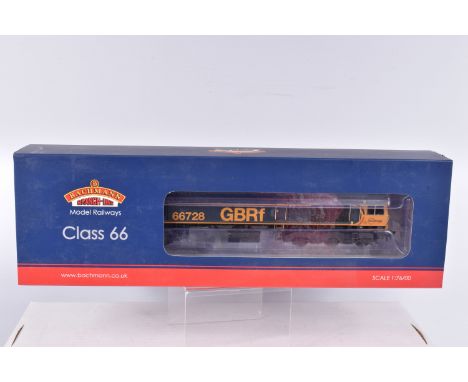 BACHMANN
BRANCH-LINE
Model Railways
Class 66
66728 GBRf
www.bachmann.co.uk
SCALE 1:76/00